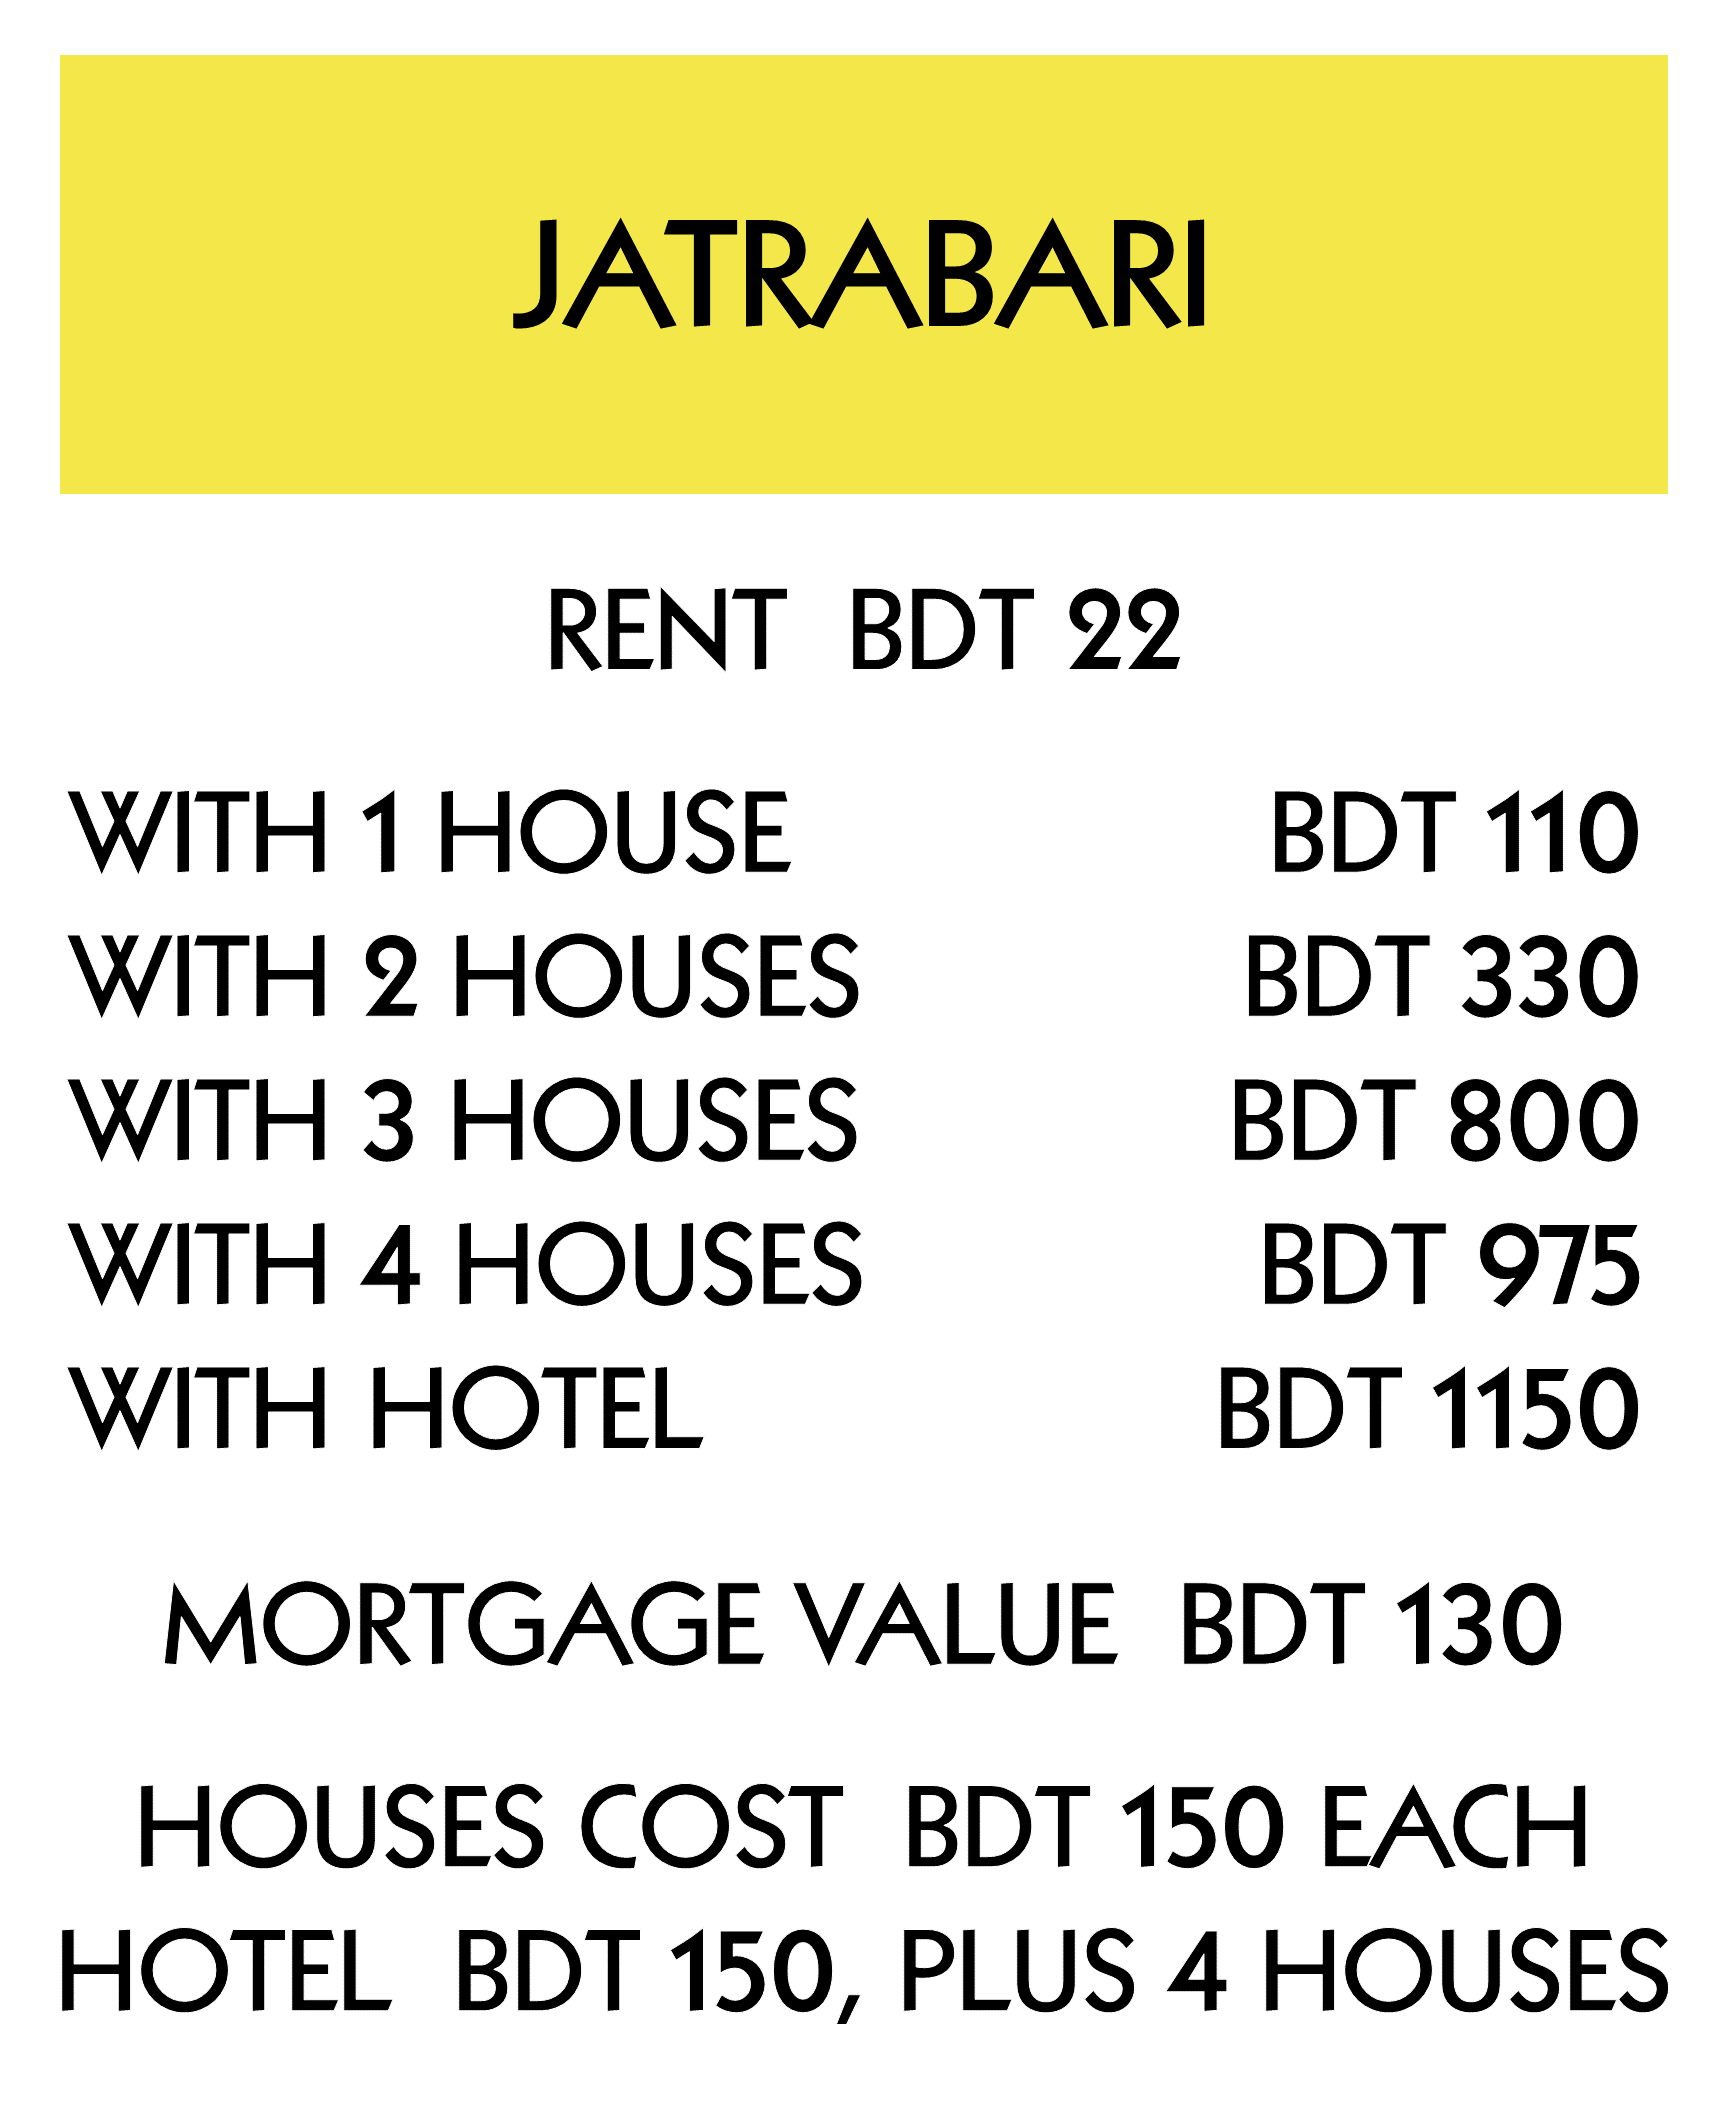 JATRABARI
RENT BDT 22
WITH 1 HOUSE BDT 110
WITH 2 HOUSES BDT 330
WITH 3 HOUSES BDT 800
WITH 4 HOUSES BDT 975
WITH HOTEL BDT 1150
MORTGAGE VALUE BDT 130
HOUSES COST BDT 150 EACH
HOTEL BDT 150, PLUS 4 HOUSES